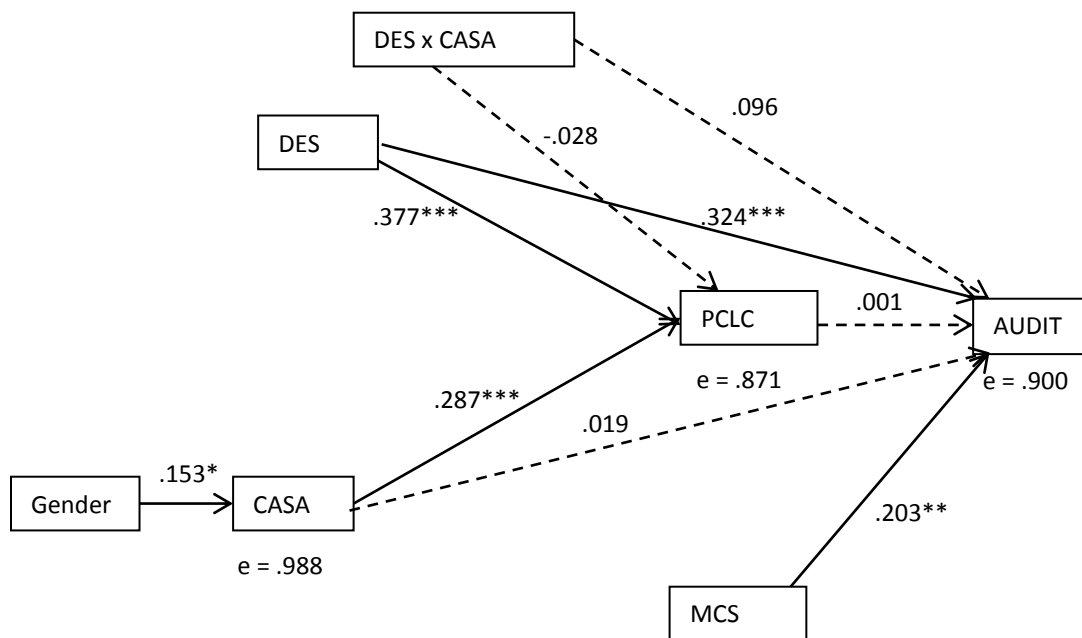 DES x CASA
.096
DES
-.028
.377***
.324***
PCLC
.001
AUDIT
e = .871
e = .900
.287***
.019
.153*
Gender
CASA
.203**
e = .988
MCS